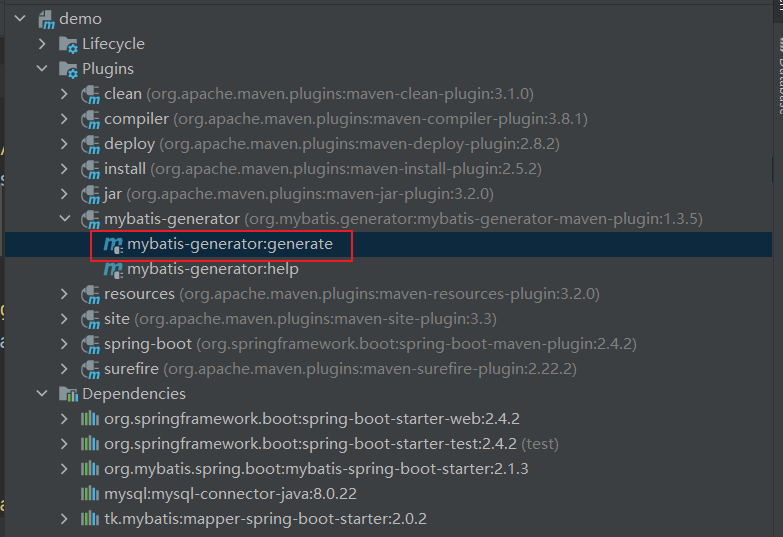 demo
Lifecycle
Plugins
clean (org.apache.maven.plugins:maven-clean-plugin:3.1.0)
compiler (org.apache.maven.plugins:maven-compiler-plugin:3.8.1)
deploy (org.apache.maven.plugins:maven-deploy-plugin:2.8.2)
install (org.apache.maven.plugins:maven-install-plugin:2.5.2)
jar (org.apache.maven.plugins:maven-jar-plugin:3.2.0)
mybatis-generator (org.mybatis.generator:mybatis-generator-maven-plugin:1.3.5)
mybatis-generator:generate
mybatis-generator:help
resources (org.apache.maven.plugins:maven-resources-plugin:3.2.0)
site (org.apache.maven.plugins:maven-site-plugin:3.3)
spring-boot (org.springframework.boot:spring-boot-maven-plugin:2.4.2)
surefire (org.apache.maven.plugins:maven-surefire-plugin:2.22.2)
Dependencies
org.springframework.boot:spring-boot-starter-web:2.4.2
org.springframework.boot:spring-boot-starter-test:2.4.2 (test)
org.mybatis.spring.boot:mybatis-spring-boot-starter:2.1.3
mysql:mysql-connector-java:8.0.22
tk.mybatis:mapper-spring-boot-starter:2.0.2
Database